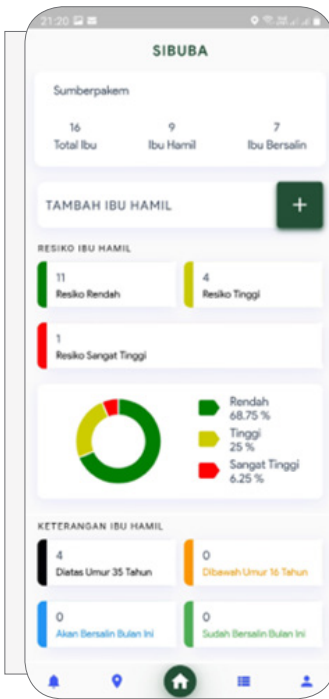 21:20
SIBUBA
Sumberpakem
16 9 7
Total Ibu Ibu Hamil Ibu Bersalin
TAMBAH IBU HAMIL +
RESIKO IBU HAMIL
11 4
Resiko Rendah Resiko Tinggi
1
Resiko Sangat Tinggi
Rendah
68.75 %
Tinggi
25 %
Sangat Tinggi
6.25 %
KETERANGAN IBU HAMIL
4 0
Diatas Umur 35 Tahun Dibawah Umur 16 Tahun
0 0
Akan Bersalin Bulan Ini Sudah Bersalin Bulan Ini